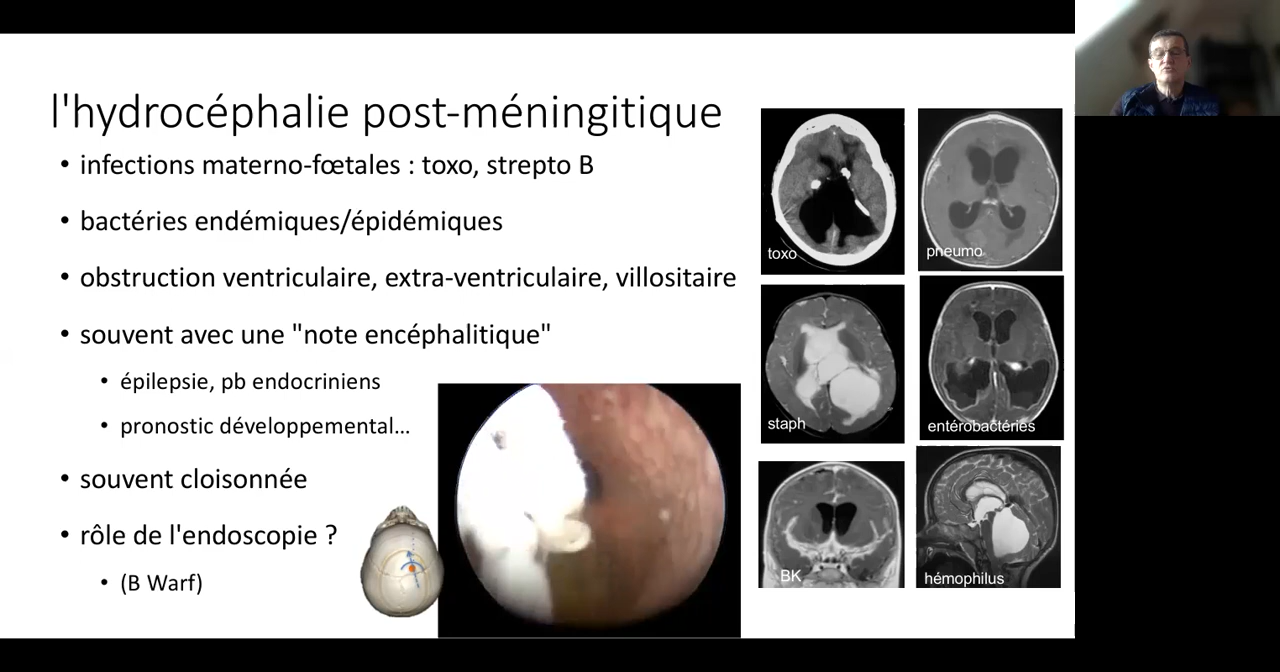 l'hydrocéphalie post-méningitique
• infections materno-fœtales : toxo, strepto B
• bactéries endémiques/épidémiques
• obstruction ventriculaire, extra-ventriculaire, villositaire
• souvent avec une "note encéphalitique"
• épilepsie, pb endocriniens
• pronostic développemental...
• souvent cloisonnée
• rôle de l'endoscopie ?
• (B Warf)
toxo
pneumo
staph
entérobactéries
BK
hémophilus